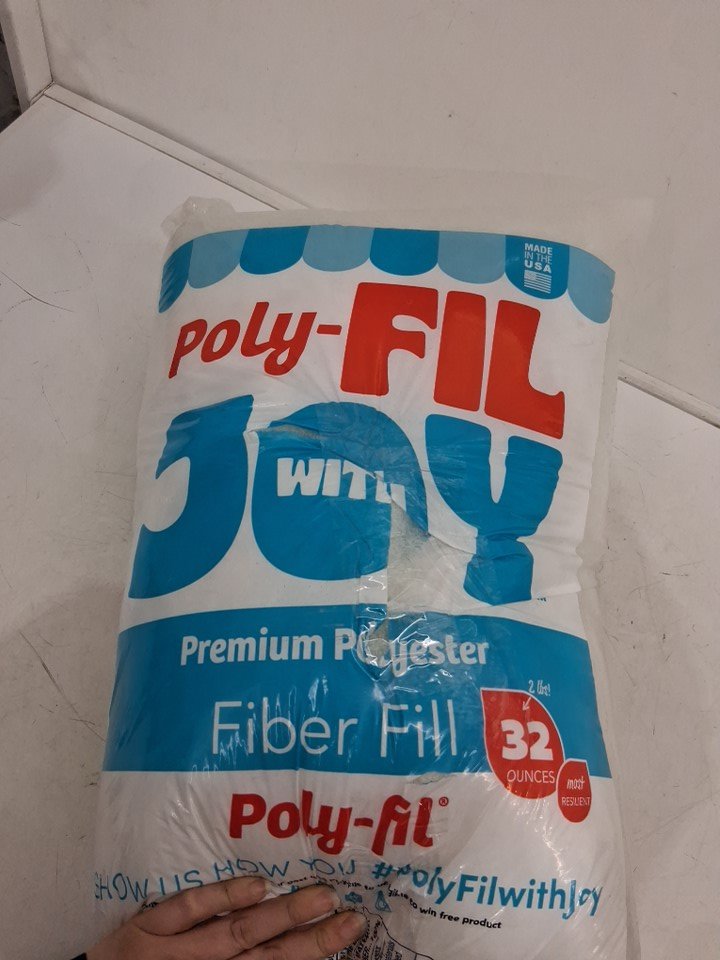 MADE
IN THE
USA
Poly-FIL
JOY
WITH
Premium Polyester
Fiber Fill
2 lbs!
32
OUNCES
most
RESILIENT
Poly-fil®
SHOW US HOW YOU #PolyFilwithJoy
to win free product